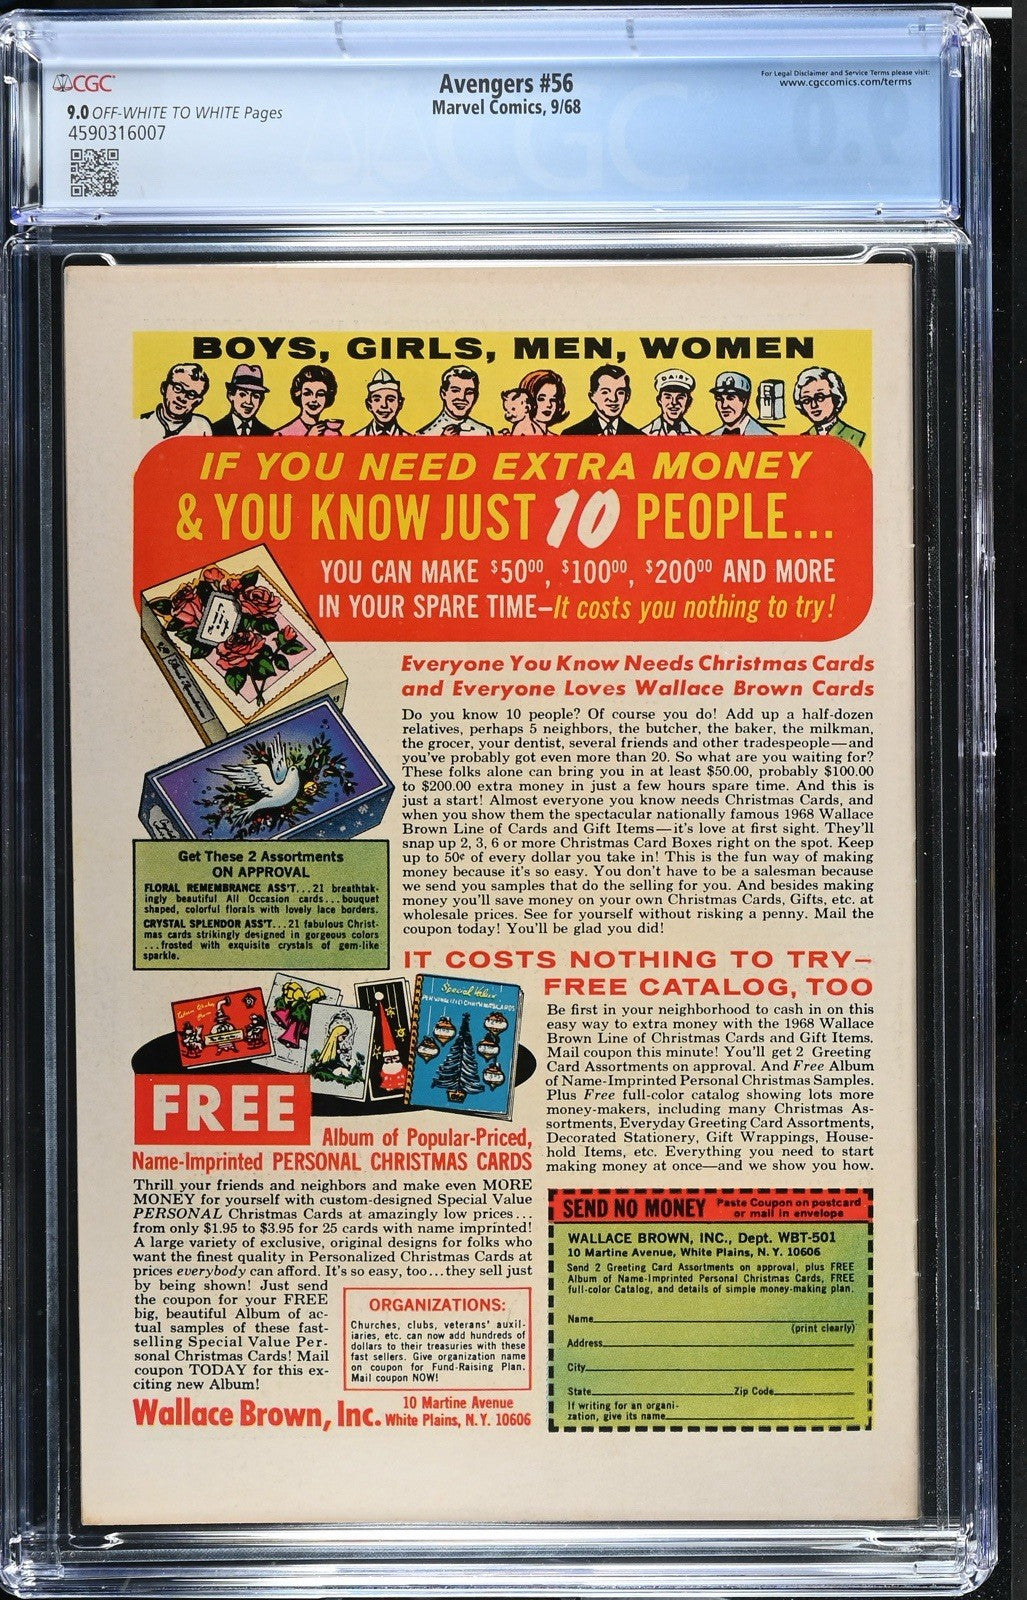 CGC
9.0 OFF-WHITE TO WHITE Pages
4590316007
Avengers #56
Marvel Comics, 9/68
For Legal Disclaimer and Service Terms please visit:
www.cgccomics.com/terms
BOYS, GIRLS, MEN, WOMEN
DAIRY
IF YOU NEED EXTRA MONEY
& YOU KNOW JUST 10 PEOPLE...
YOU CAN MAKE $50.00, $100.00, $200.00 AND MORE
IN YOUR SPARE TIME—It costs you nothing to try!
Everyone You Know Needs Christmas Cards
and Everyone Loves Wallace Brown Cards
Do you know 10 people? Of course you do! Add up a half-dozen
relatives, perhaps 5 neighbors, the butcher, the baker, the milkman,
the grocer, your dentist, several friends and other tradespeople—and
you've probably got even more than 20. So what are you waiting for?
These folks alone can bring you in at least $50.00, probably $100.00
to $200.00 extra money in just a few hours spare time. And this is
just a start! Almost everyone you know needs Christmas Cards, and
when you show them the spectacular nationally famous 1968 Wallace
Brown Line of Cards and Gift Items—it's love at first sight. They'll
snap up 2, 3, 6 or more Christmas Card Boxes right on the spot. Keep
up to 50¢ of every dollar you take in! This is the fun way of making
money because it's so easy. You don't have to be a salesman because
we send you samples that do the selling for you. And besides making
money you'll save money on your own Christmas Cards, Gifts, etc. at
wholesale prices. See for yourself without risking a penny. Mail the
coupon today! You'll be glad you did!
Get These 2 Assortments
ON APPROVAL
FLORAL REMEMBRANCE ASS'T...21 breathtak-
ingly beautiful All Occasion cards...bouquet
shaped, colorful florals with lovely lace borders.
CRYSTAL SPLENDOR ASS'T...21 fabulous Christ-
mas cards strikingly designed in gorgeous colors
...frosted with exquisite crystals of gem-like
sparkle.
IT COSTS NOTHING TO TRY—
FREE CATALOG, TOO
Be first in your neighborhood to cash in on this
easy way to extra money with the 1968 Wallace
Brown Line of Christmas Cards and Gift Items.
Mail coupon this minute! You'll get 2 Greeting
Card Assortments on approval. And Free Album
of Name-Imprinted Personal Christmas Samples.
Plus Free full-color catalog showing lots more
money-makers, including many Christmas As-
sortments, Everyday Greeting Card Assortments,
Decorated Stationery, Gift Wrappings, House-
hold Items, etc. Everything you need to start
making money at once—and we show you how.
Special Value
PERSONALIZED CHRISTMAS CARDS
FREE
Album of Popular-Priced,
Name-Imprinted PERSONAL CHRISTMAS CARDS
Thrill your friends and neighbors and make even MORE
MONEY for yourself with custom-designed Special Value
PERSONAL Christmas Cards at amazingly low prices...
from only $1.95 to $3.95 for 25 cards with name imprinted!
A large variety of exclusive, original designs for folks who
want the finest quality in Personalized Christmas Cards at
prices everybody can afford. It's so easy, too...they sell just
by being shown! Just send
the coupon for your FREE
big, beautiful Album of ac-
tual samples of these fast-
selling Special Value Per-
sonal Christmas Cards! Mail
coupon TODAY for this ex-
citing new Album!
ORGANIZATIONS:
Churches, clubs, veterans' auxil-
iaries, etc. can now add hundreds of
dollars to their treasuries with these
fast sellers. Give organization name
on coupon for Fund-Raising Plan.
Mail coupon NOW!
Wallace Brown, Inc. 10 Martine Avenue
White Plains, N.Y. 10606
SEND NO MONEY Paste Coupon on postcard
or mail in envelope
WALLACE BROWN, INC., Dept. WBT-501
10 Martine Avenue, White Plains, N. Y. 10606
Send 2 Greeting Card Assortments on approval, plus FREE
Album of Name-Imprinted Personal Christmas Cards, FREE
full-color Catalog, and details of simple money-making plan.
Name
(print clearly)
Address
City
State Zip Code
If writing for an organi-
zation, give its name